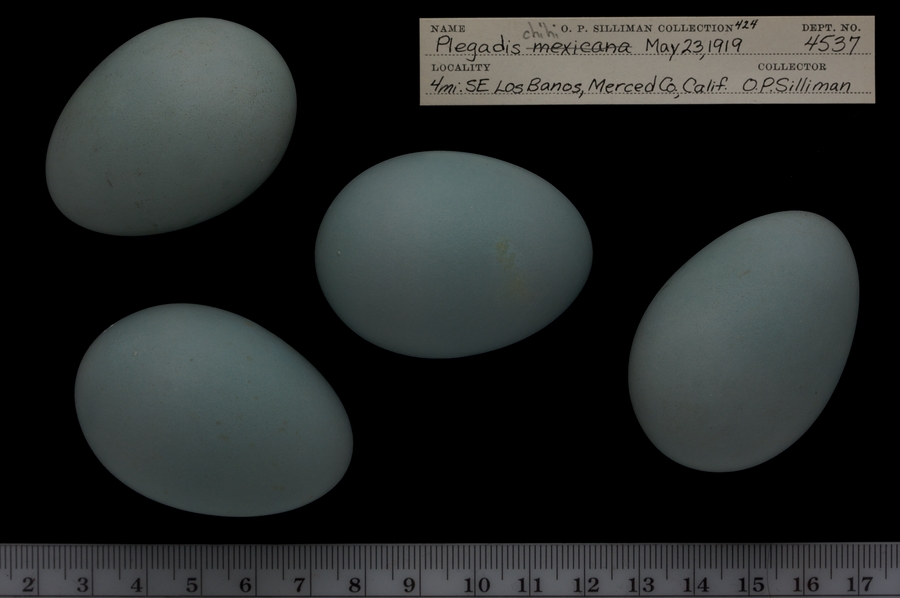 NAME chihi O. P. SILLIMAN COLLECTION 424 DEPT. NO.
Plegadis mexicana May 23, 1919 4537
LOCALITY COLLECTOR
4mi. SE Los Banos, Merced Co, Calif. O.P. Silliman
2 3 4 5 6 7 8 9 10 11 12 13 14 15 16 17